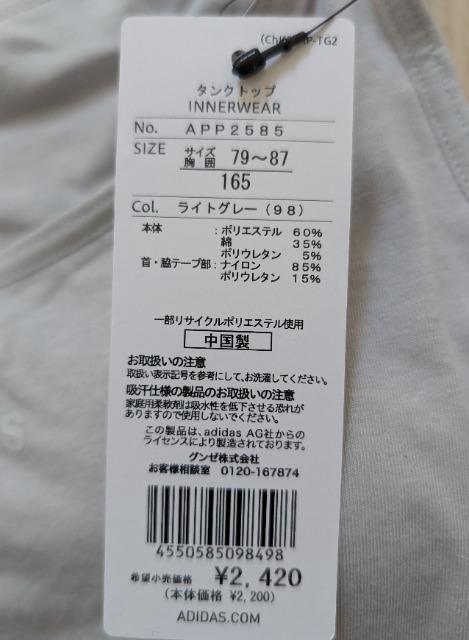 タンクトップ
INNERWEAR
No. APP2585
SIZE サイズ 胸囲 79～87
165
Col. ライトグレー(98)
本体 : ポリエステル 60%
綿 35%
ポリウレタン 5%
首・脇テープ部 : ナイロン 85%
ポリウレタン 15%
一部リサイクルポリエステル使用
中国製
お取扱いの注意
取扱い表示記号を参考にして、お洗濯してください。
吸汗仕様の製品のお取扱いの注意
家庭用柔軟剤は吸水性を低下させる恐れが
ありますので使用しないでください。
この製品は、adidas AG社からの
ライセンスにより製造されております。
グンゼ株式会社
お客様相談室 0120-167874
4550585098498
希望小売価格 ¥2,420
(本体価格 ¥2,200)
ADIDAS.COM